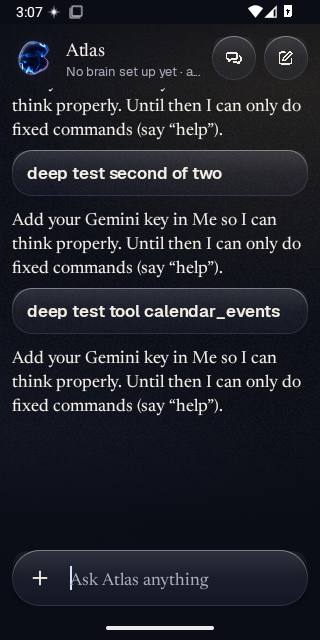 3:07
Atlas
No brain set up yet · a…
think properly. Until then I can only do
fixed commands (say “help”).
deep test second of two
Add your Gemini key in Me so I can
think properly. Until then I can only do
fixed commands (say “help”).
deep test tool calendar_events
Add your Gemini key in Me so I can
think properly. Until then I can only do
fixed commands (say “help”).
Ask Atlas anything